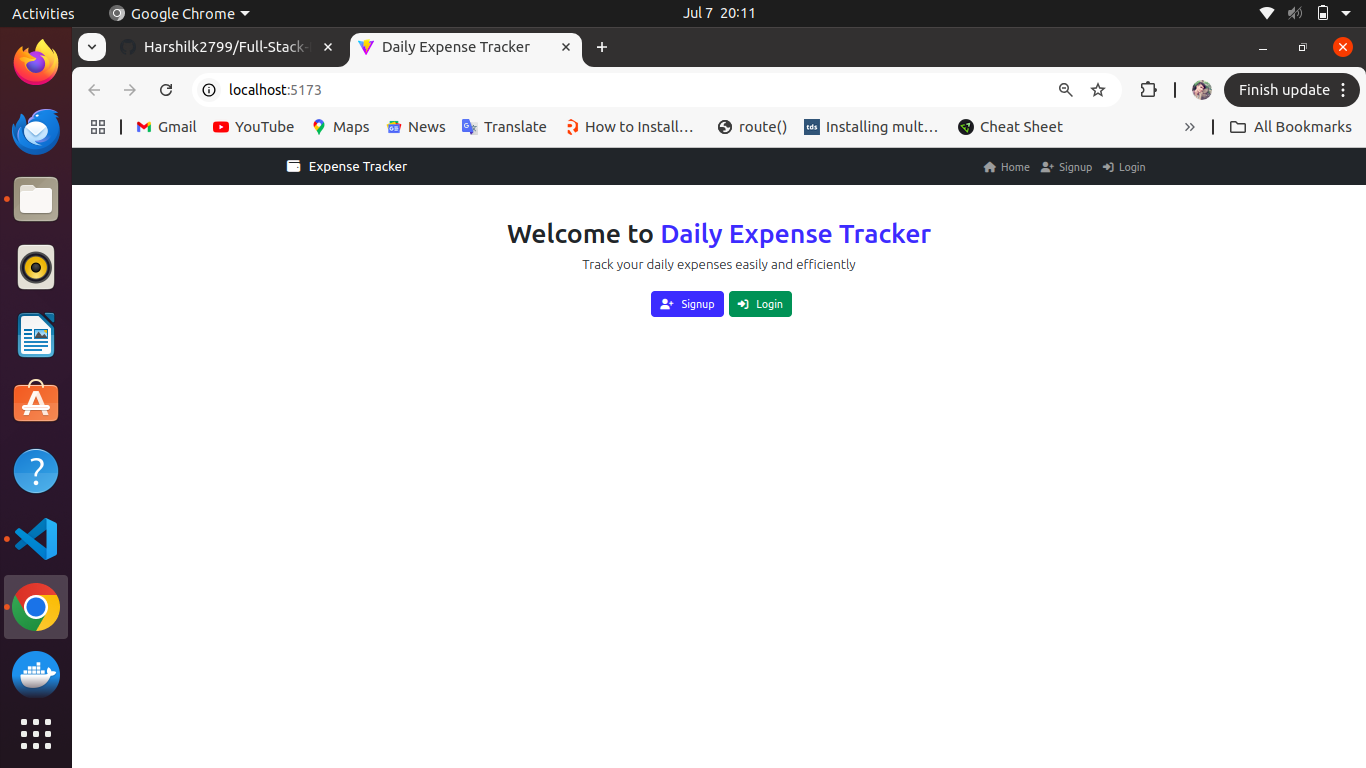 Activities Google Chrome Jul 7 20:11
Harshilk2799/Full-Stack- Daily Expense Tracker
localhost:5173 Finish update
Gmail YouTube Maps News Translate How to Install… route() tds Installing mult… Cheat Sheet All Bookmarks
Expense Tracker Home Signup Login
Welcome to Daily Expense Tracker
Track your daily expenses easily and efficiently
Signup Login